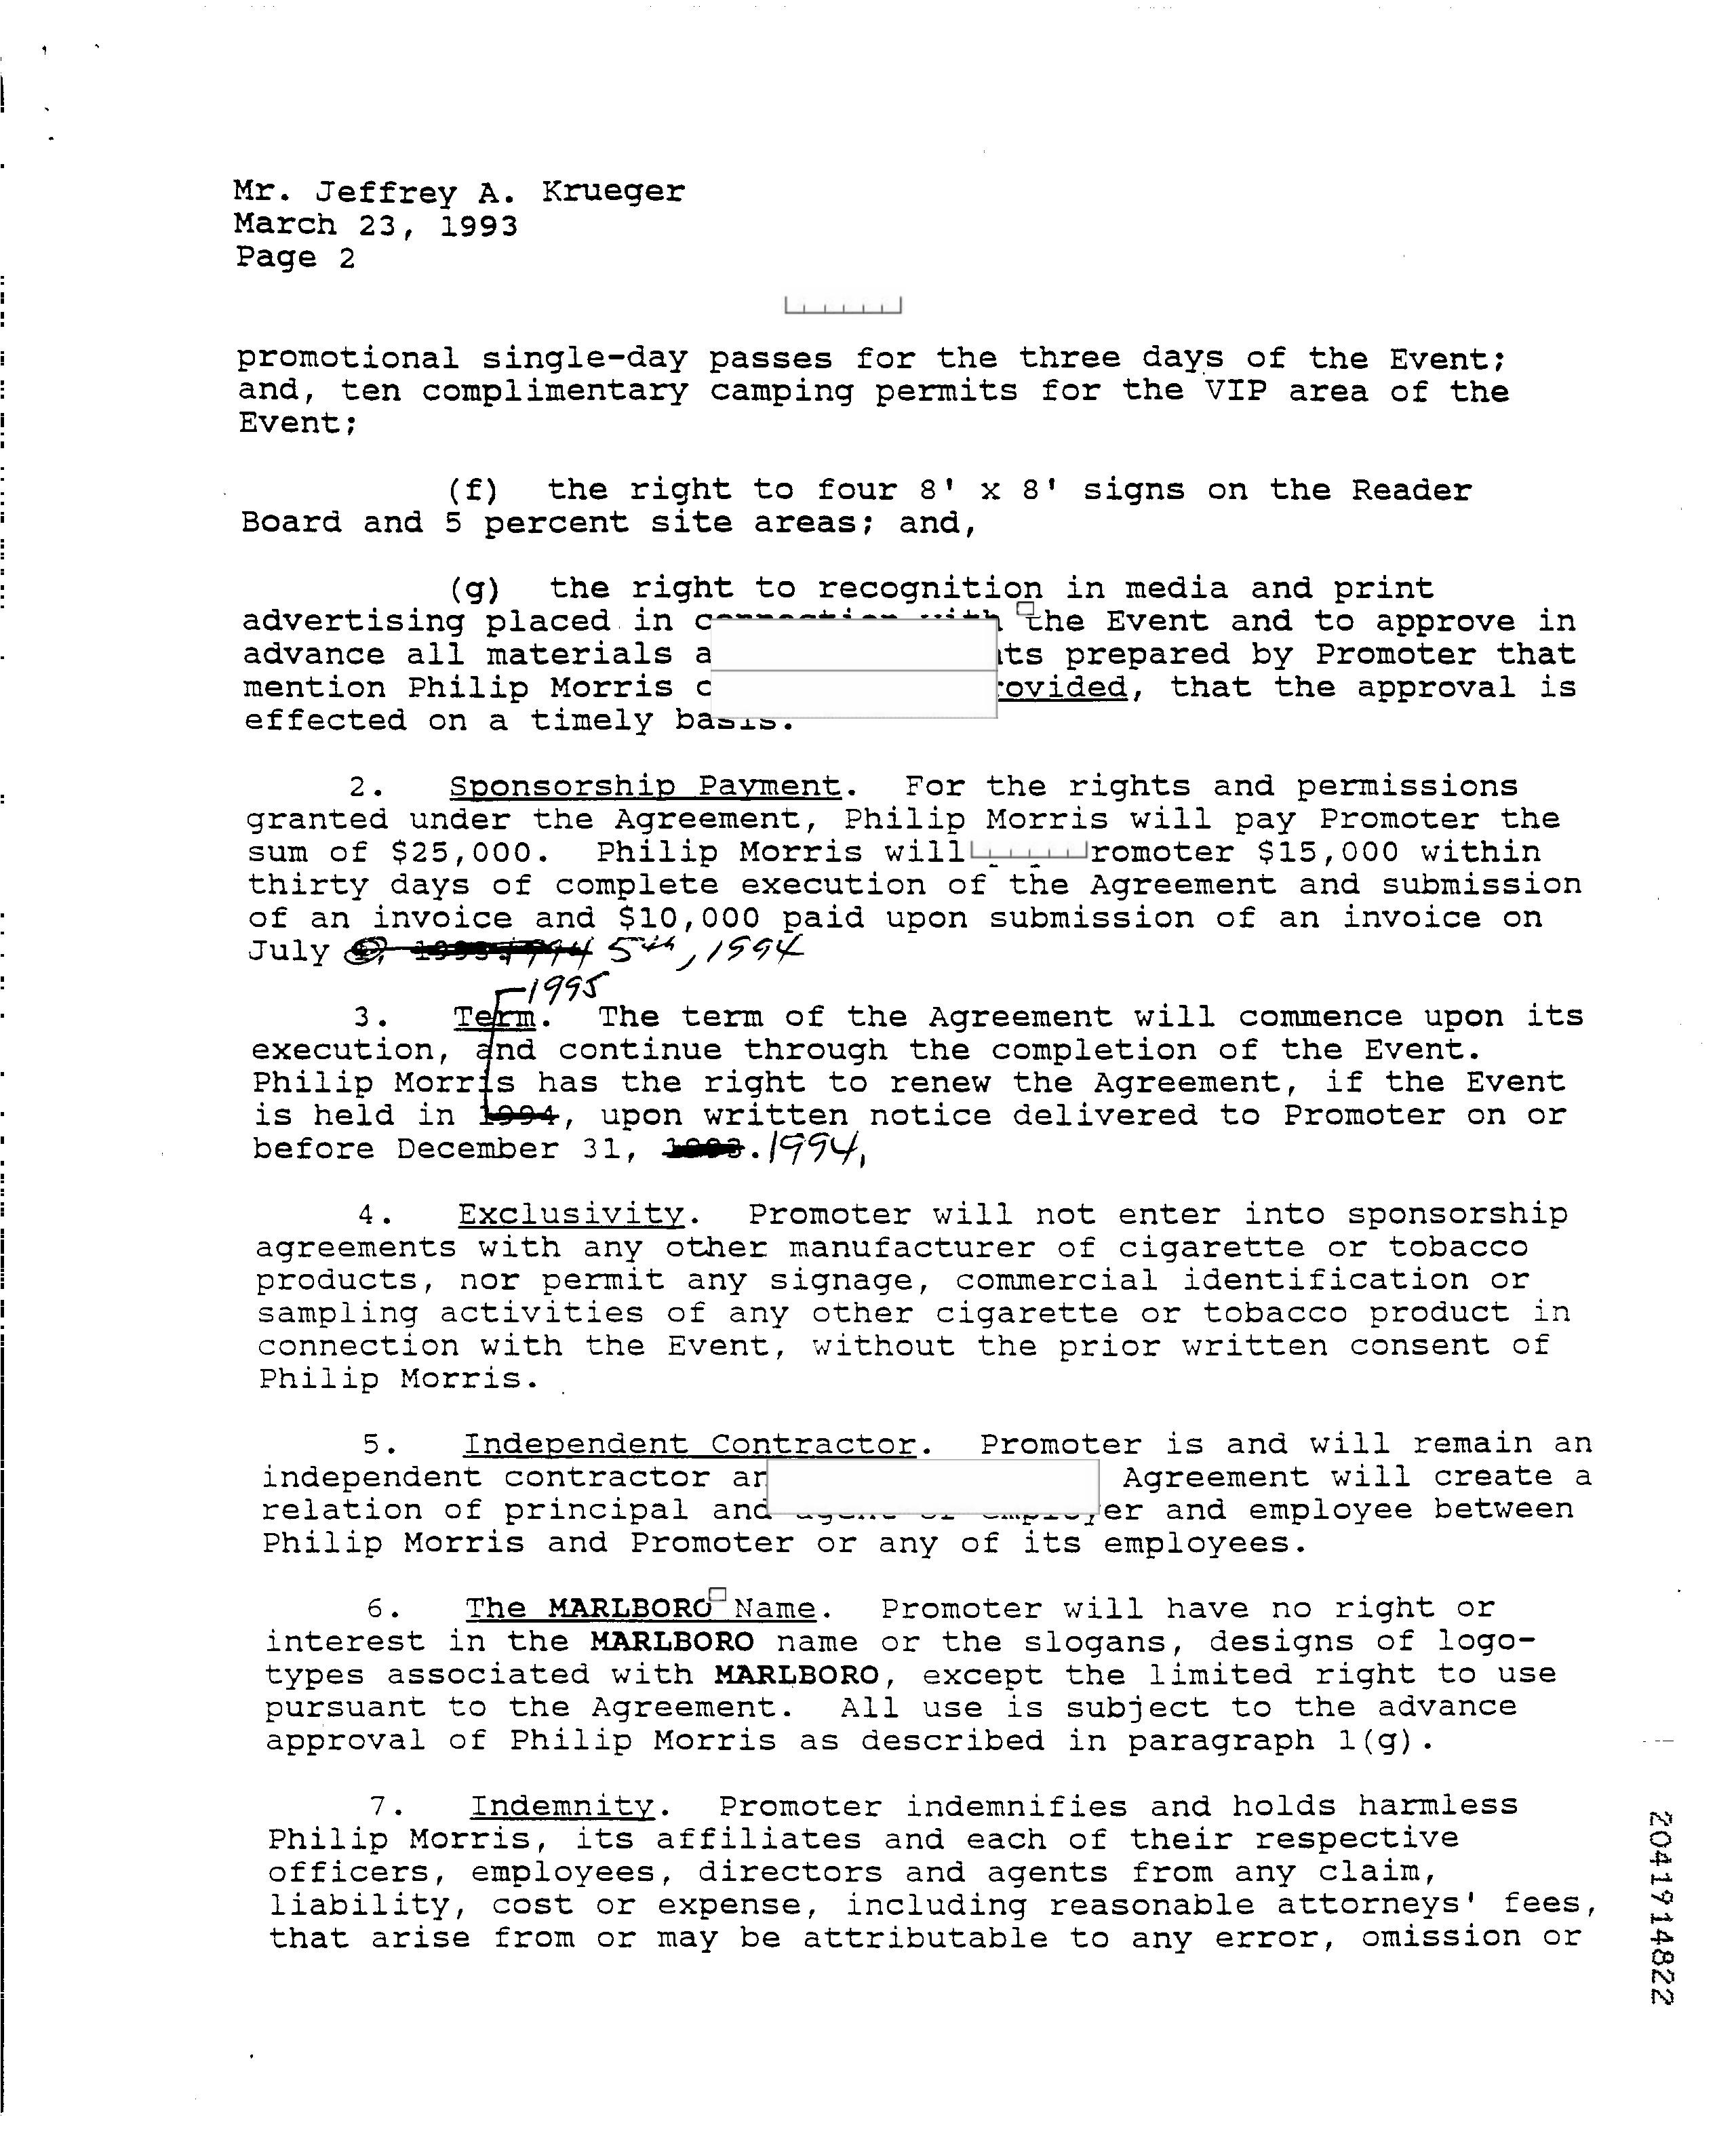 Mr. Jeffrey A. Krueger
March 23, 1993
Page 2
promotional single-day passes for the three days of the Event;
and, ten complimentary camping permits for the VIP area of the
Event;
(f) the right to four 8' x 8' signs on the Reader
Board and 5 percent site areas; and,
(g) the right to recognition in media and print
advertising placed in connection with the Event and to approve in
advance all materials prepared by Promoter that
mention Philip Morris that the approval is
effected on a timely basis.
2. Sponsorship Payment. For the rights and permissions
granted under the Agreement, Philip Morris will pay Promoter the
sum of $25,000. Philip Morris will $15,000 within
thirty days of complete execution of the Agreement and submission
of an invoice and $10,000 paid upon submission of an invoice on
July 5th, 1994
1995
3. Term. The term of the Agreement will commence upon its
execution, and continue through the completion of the Event.
Philip Morris has the right to renew the Agreement, if the Event
is held in 1994, upon written notice delivered to Promoter on or
before December 31, 1994,
4. Exclusivity. Promoter will not enter into sponsorship
agreements with any other manufacturer of cigarette or tobacco
products, nor permit any signage, commercial identification or
sampling activities of any other cigarette or tobacco product in
connection with the Event, without the prior written consent of
Philip Morris.
5. Independent Contractor. Promoter is and will remain an
independent contractor Agreement will create a
relation of principal and and employee between
Philip Morris and Promoter or any of its employees.
6. The MARLBORO Name. Promoter will have no right or
interest in the MARLBORO name or the slogans, designs of logo-
types associated with MARLBORO, except the limited right to use
pursuant to the Agreement. All use is subject to the advance
approval of Philip Morris as described in paragraph 1(g).
7. Indemnity. Promoter indemnifies and holds harmless
Philip Morris, its affiliates and each of their respective
officers, employees, directors and agents from any claim,
liability, cost or expense, including reasonable attorneys' fees,
that arise from or may be attributable to any error, omission or
2041914822